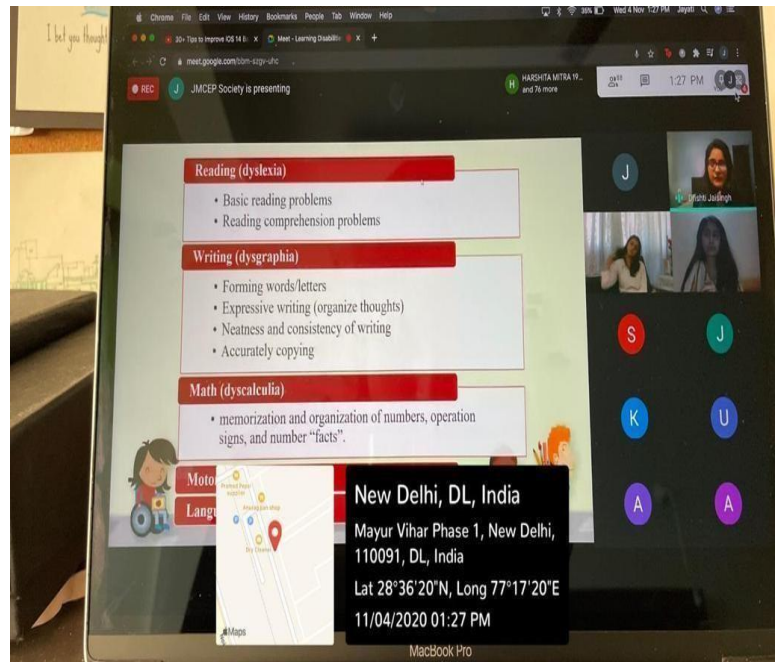 I bet you thought
Chrome File Edit View History Bookmarks People Tab Window Help
35% Wed 4 Nov 1:27 PM Jayati
30+ Tips to Improve iOS 14 B
Meet - Learning Disabilitie
meet.google.com/bbm-szgv-uhc
REC
J
JMCEP Society is presenting
H
HARSHITA MITRA 19...
and 76 more
1:27 PM
J
Reading (dyslexia)
• Basic reading problems
• Reading comprehension problems
Writing (dysgraphia)
• Forming words/letters
• Expressive writing (organize thoughts)
• Neatness and consistency of writing
• Accurately copying
Math (dyscalculia)
• memorization and organization of numbers, operation
signs, and number "facts".
Moto
Langu
J
Drishti Jaisingh
S
J
K
U
A
A
Dry Cleaner
Maps
New Delhi, DL, India
Mayur Vihar Phase 1, New Delhi,
110091, DL, India
Lat 28°36'20"N, Long 77°17'20"E
11/04/2020 01:27 PM
MacBook Pro